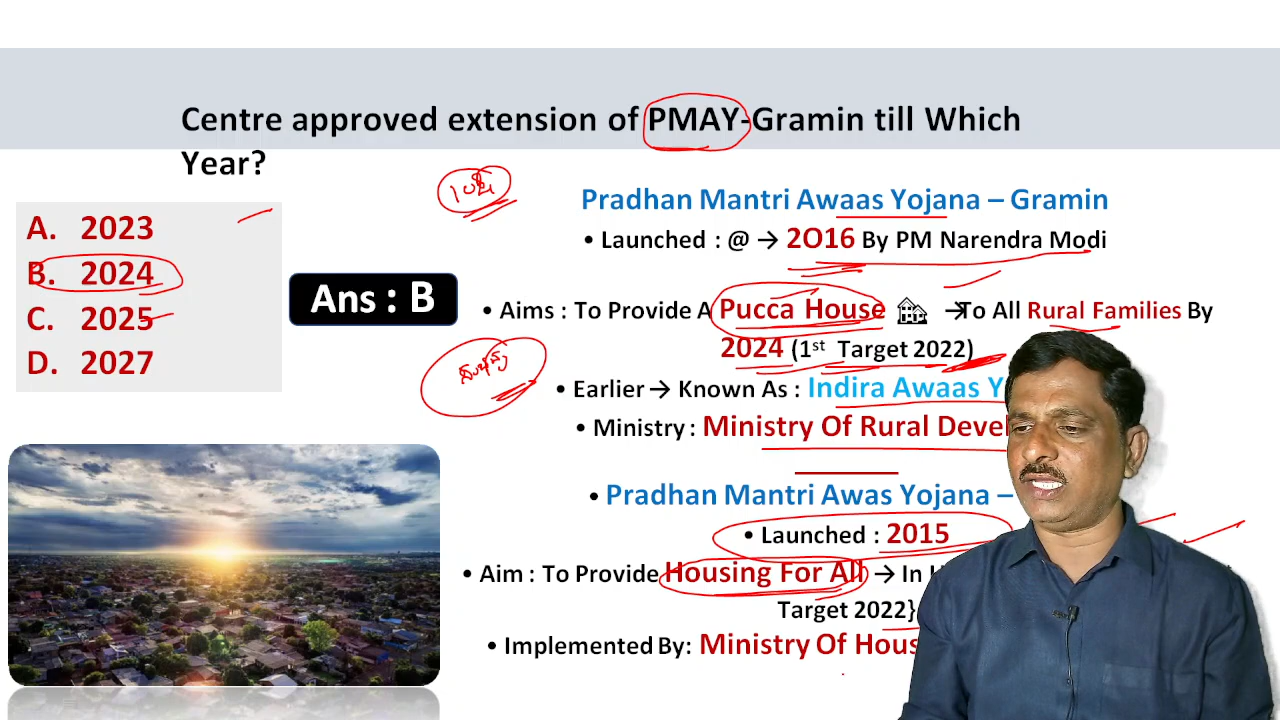 Centre approved extension of PMAY-Gramin till Which
Year?
A. 2023
B. 2024
C. 2025
D. 2027
Ans : B
Pradhan Mantri Awaas Yojana – Gramin
• Launched : @ → 2O16 By PM Narendra Modi
• Aims : To Provide A Pucca House → To All Rural Families By
2024 (1st Target 2022)
• Earlier → Known As : Indira Awaas Y
• Ministry : Ministry Of Rural Devel
• Pradhan Mantri Awas Yojana –
• Launched : 2015
• Aim : To Provide Housing For All → In
Target 2022}
• Implemented By: Ministry Of Hous